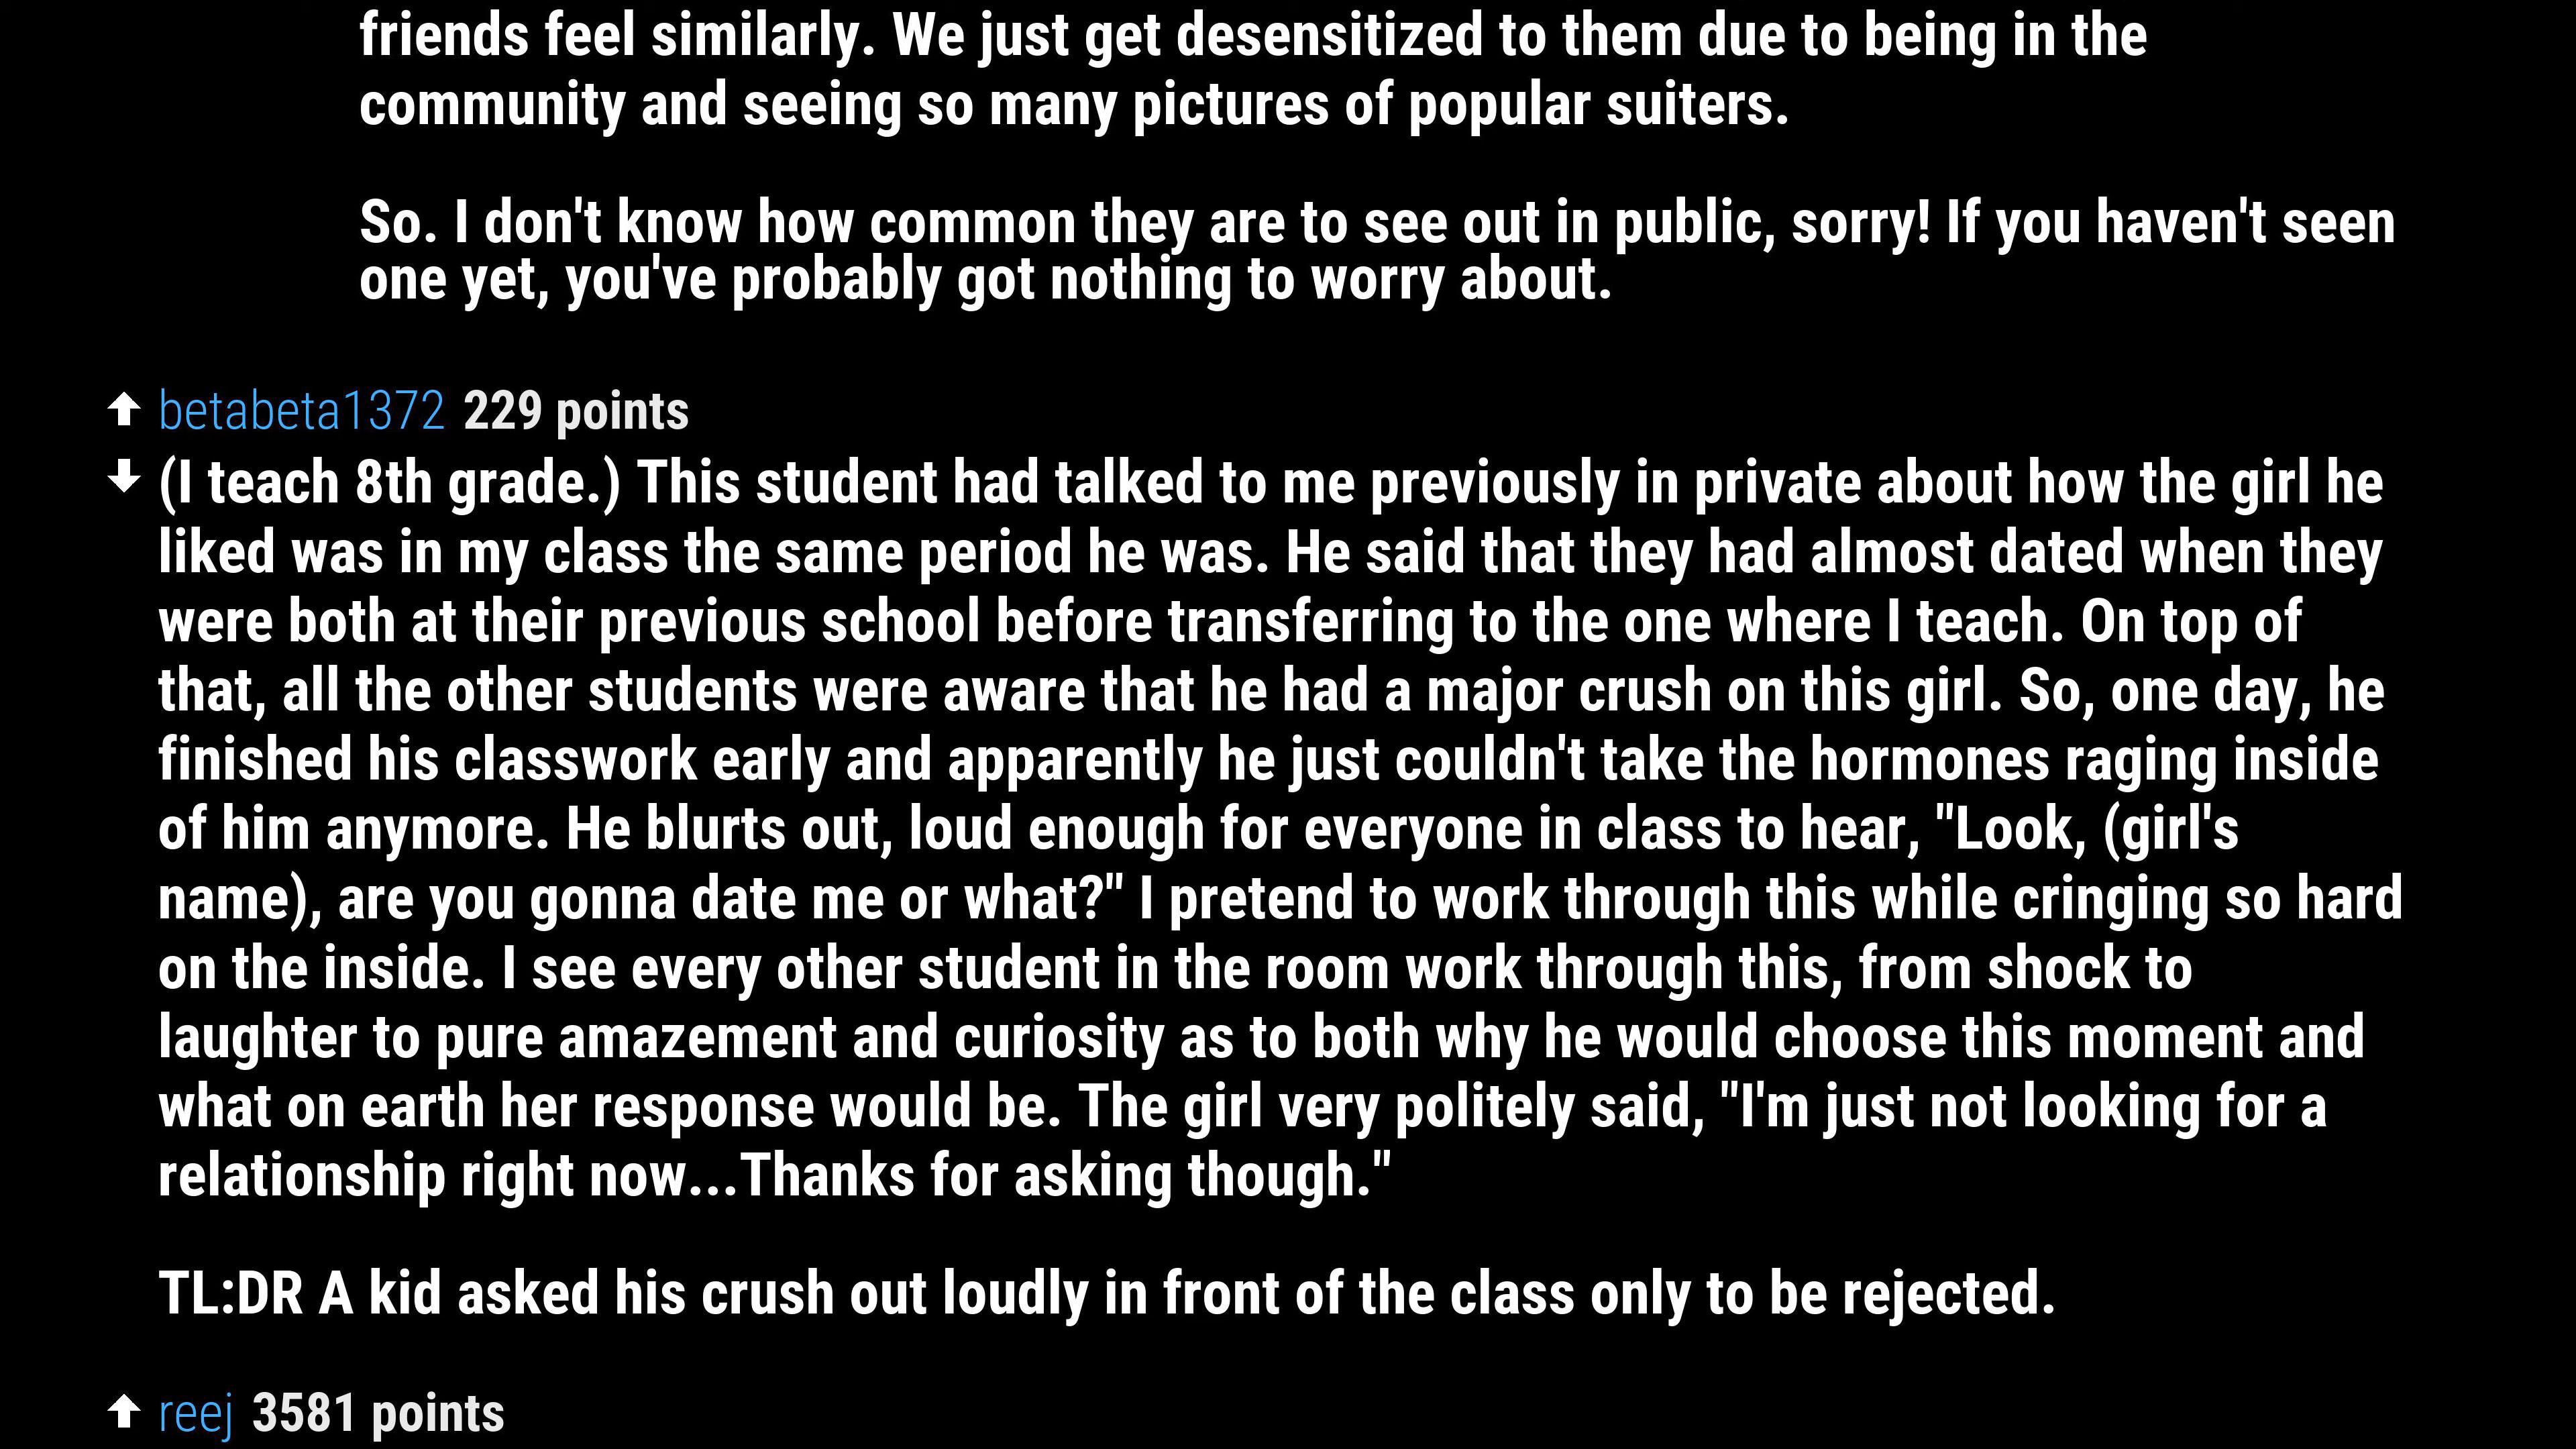 friends feel similarly. We just get desensitized to them due to being in the
community and seeing so many pictures of popular suiters.
So. I don't know how common they are to see out in public, sorry! If you haven't seen
one yet, you've probably got nothing to worry about.
betabeta1372 229 points
(I teach 8th grade.) This student had talked to me previously in private about how the girl he
liked was in my class the same period he was. He said that they had almost dated when they
were both at their previous school before transferring to the one where I teach. On top of
that, all the other students were aware that he had a major crush on this girl. So, one day, he
finished his classwork early and apparently he just couldn't take the hormones raging inside
of him anymore. He blurts out, loud enough for everyone in class to hear, "Look, (girl's
name), are you gonna date me or what?" I pretend to work through this while cringing so hard
on the inside. I see every other student in the room work through this, from shock to
laughter to pure amazement and curiosity as to both why he would choose this moment and
what on earth her response would be. The girl very politely said, "I'm just not looking for a
relationship right now...Thanks for asking though."
TL:DR A kid asked his crush out loudly in front of the class only to be rejected.
reej 3581 points